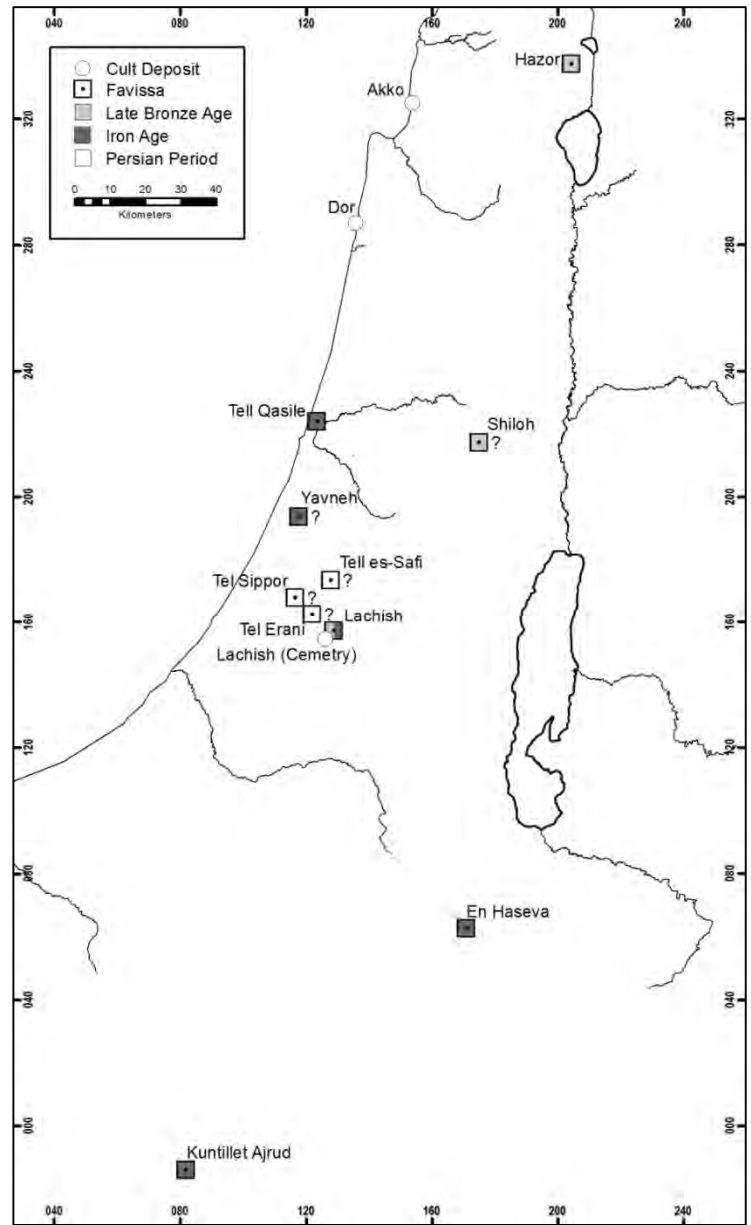 040
080
120
160
200
240
Cult Deposit
Favissa
Late Bronze Age
Iron Age
Persian Period
0 10 20 30 40
Kilometers
Hazor
Akko
320
320
Dor
280
280
240
240
Tell Qasile
Shiloh
?
200
200
Yavneh
?
Tell es-Safi
?
Tel Sippor
?
?
Tel Erani
Lachish
160
160
Lachish (Cemetry)
120
120
080
080
En Haseva
040
040
000
000
Kuntillet Ajrud
040
080
120
160
200
240